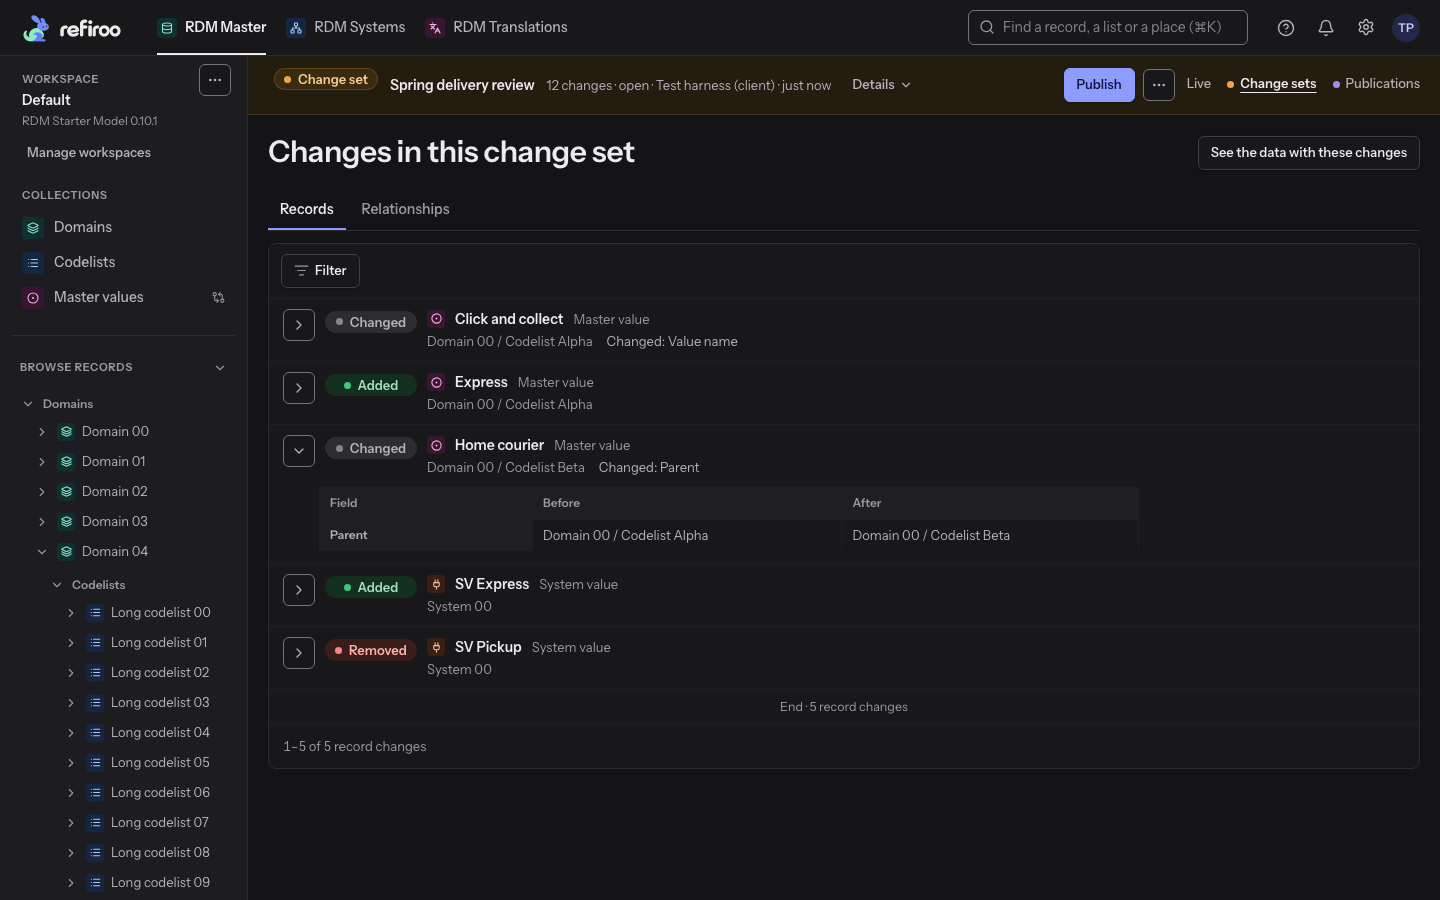 refiroo
RDM Master
RDM Systems
RDM Translations
Find a record, a list or a place (⌘K)
TP
WORKSPACE
Default
RDM Starter Model 0.10.1
Manage workspaces
COLLECTIONS
Domains
Codelists
Master values
BROWSE RECORDS
Domains
Domain 00
Domain 01
Domain 02
Domain 03
Domain 04
Codelists
Long codelist 00
Long codelist 01
Long codelist 02
Long codelist 03
Long codelist 04
Long codelist 05
Long codelist 06
Long codelist 07
Long codelist 08
Long codelist 09
Change set
Spring delivery review
12 changes · open · Test harness (client) · just now
Details
Publish
Live
Change sets
Publications
Changes in this change set
See the data with these changes
Records
Relationships
Filter
Changed
Click and collect Master value
Domain 00 / Codelist Alpha Changed: Value name
Added
Express Master value
Domain 00 / Codelist Alpha
Changed
Home courier Master value
Domain 00 / Codelist Beta Changed: Parent
Field Before After
Parent Domain 00 / Codelist Alpha Domain 00 / Codelist Beta
Added
SV Express System value
System 00
Removed
SV Pickup System value
System 00
End · 5 record changes
1–5 of 5 record changes